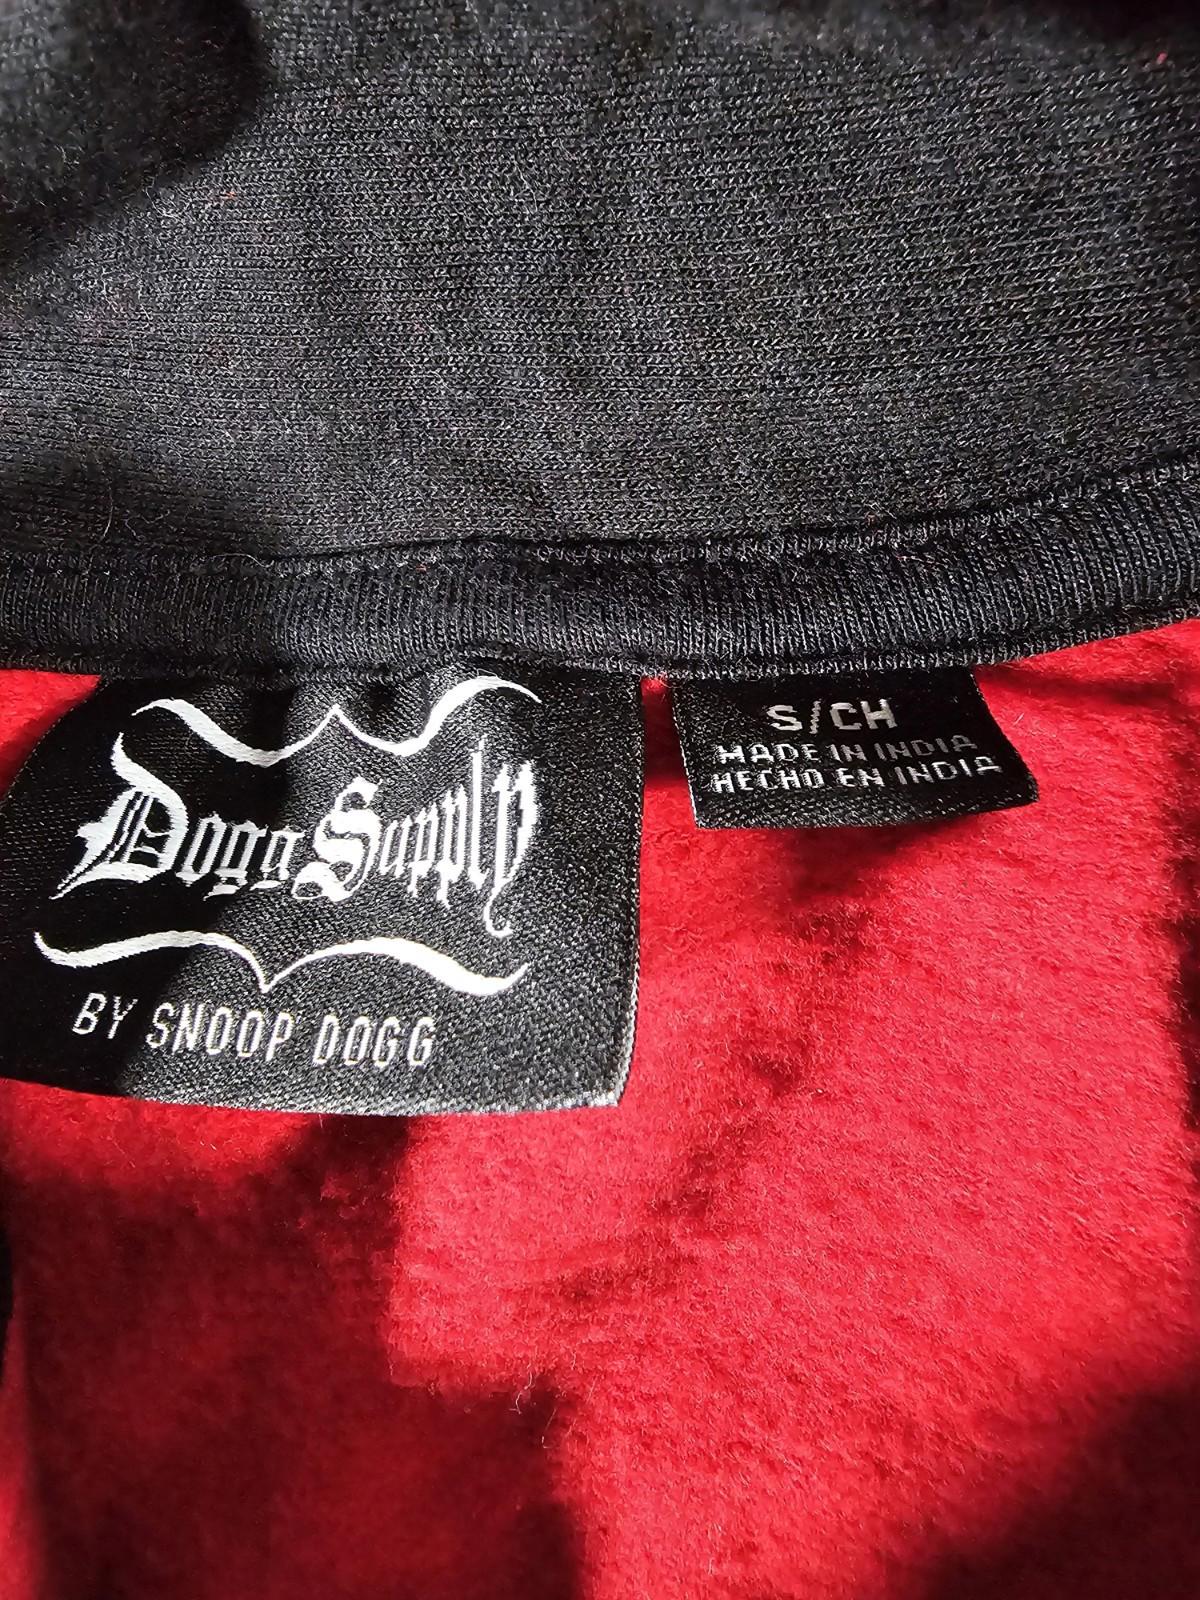 Dogg Supply
BY SNOOP DOGG
S/CH
MADE IN INDIA
HECHO EN INDIA